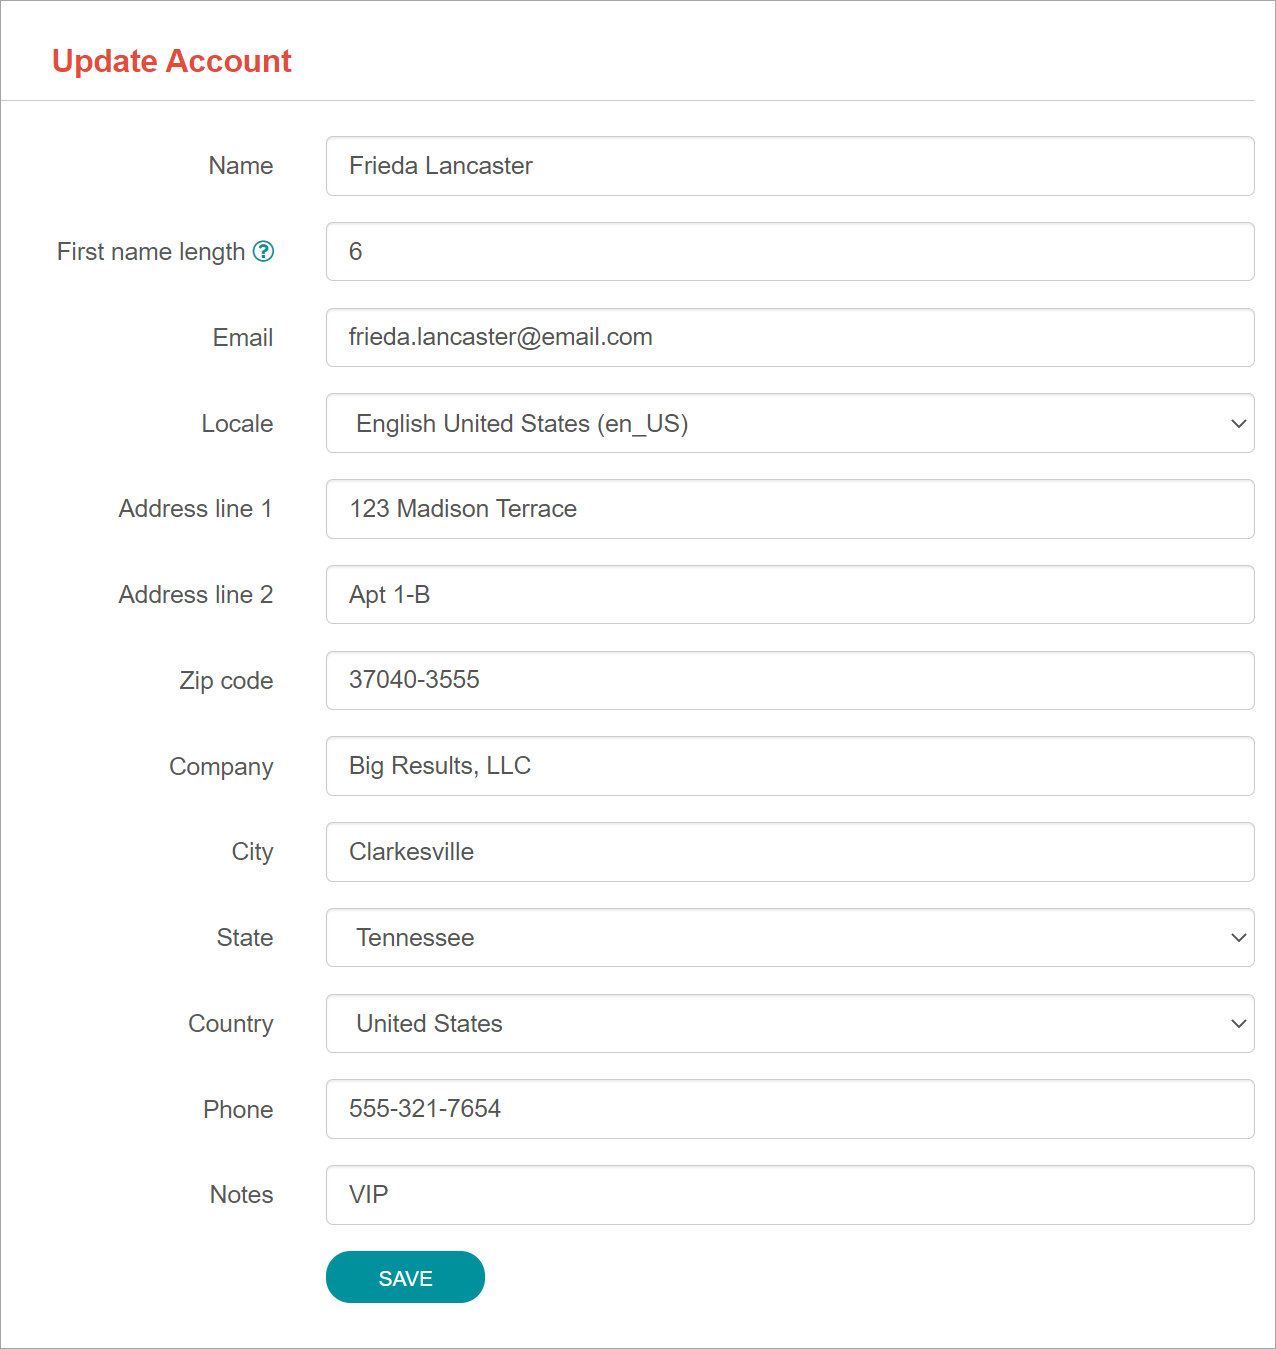 Update Account
Name Frieda Lancaster
First name length ? 6
Email frieda.lancaster@email.com
Locale English United States (en_US)
Address line 1 123 Madison Terrace
Address line 2 Apt 1-B
Zip code 37040-3555
Company Big Results, LLC
City Clarkesville
State Tennessee
Country United States
Phone 555-321-7654
Notes VIP
SAVE